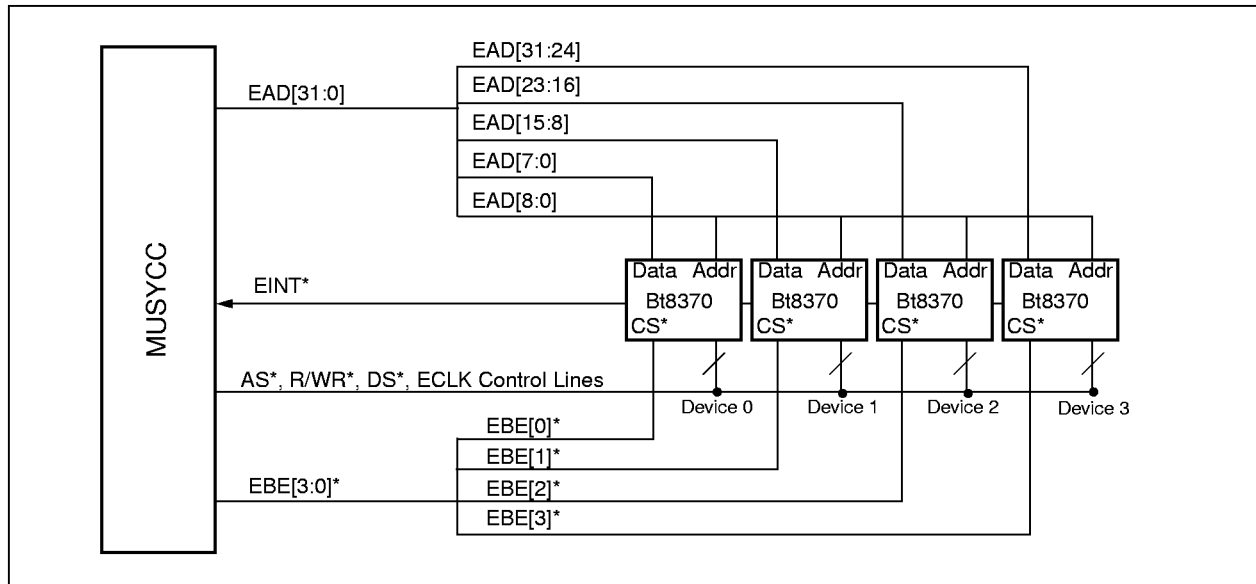 EAD[31:24]
EAD[23:16]
EAD[31:0]
EAD[15:8]
EAD[7:0]
EAD[8:0]
MUSYCC
Data Addr Data Addr Data Addr Data Addr
EINT*
Bt8370 Bt8370 Bt8370 Bt8370
CS* CS* CS* CS*
AS*, R/WR*, DS*, ECLK Control Lines
Device 0 Device 1 Device 2 Device 3
EBE[0]*
EBE[1]*
EBE[3:0]*
EBE[2]*
EBE[3]*